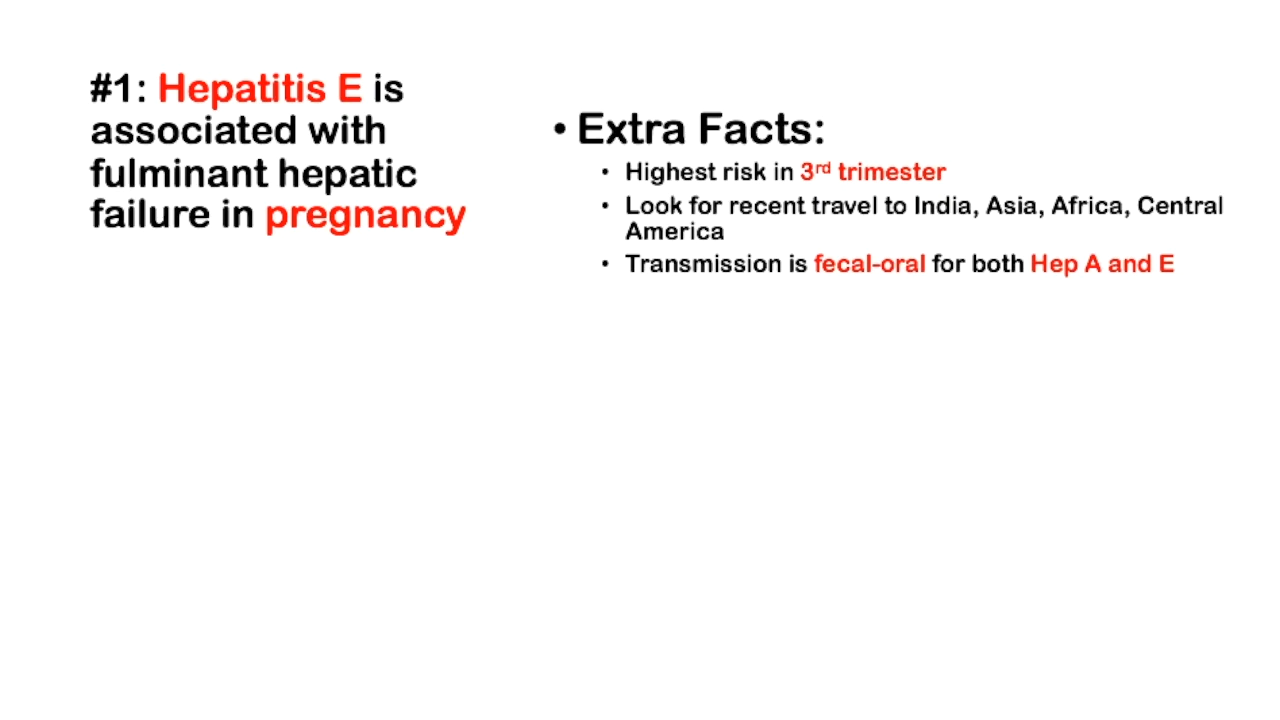 #1: Hepatitis E is
associated with
fulminant hepatic
failure in pregnancy
• Extra Facts:
• Highest risk in 3rd trimester
• Look for recent travel to India, Asia, Africa, Central
America
• Transmission is fecal-oral for both Hep A and E